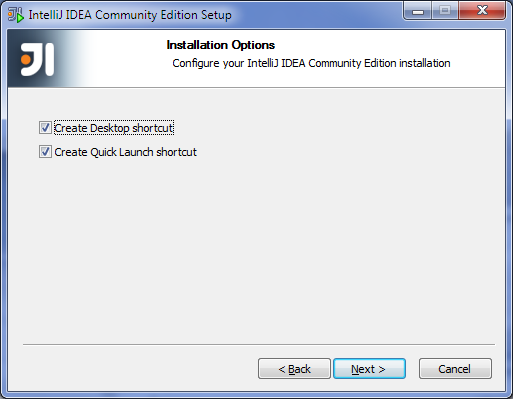 IntelliJ IDEA Community Edition Setup
Installation Options
Configure your IntelliJ IDEA Community Edition installation
Create Desktop shortcut
Create Quick Launch shortcut
< Back
Next >
Cancel